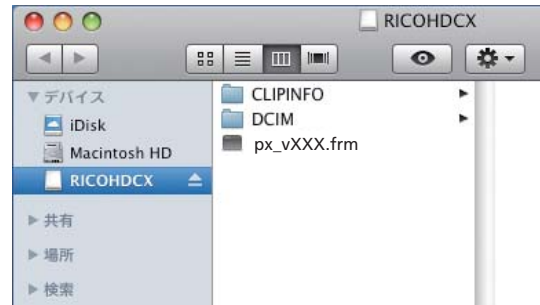 RICOHDCX
デバイス
iDisk
Macintosh HD
RICOHDCX
共有
場所
検索
CLIPINFO
DCIM
px_vXXX.frm